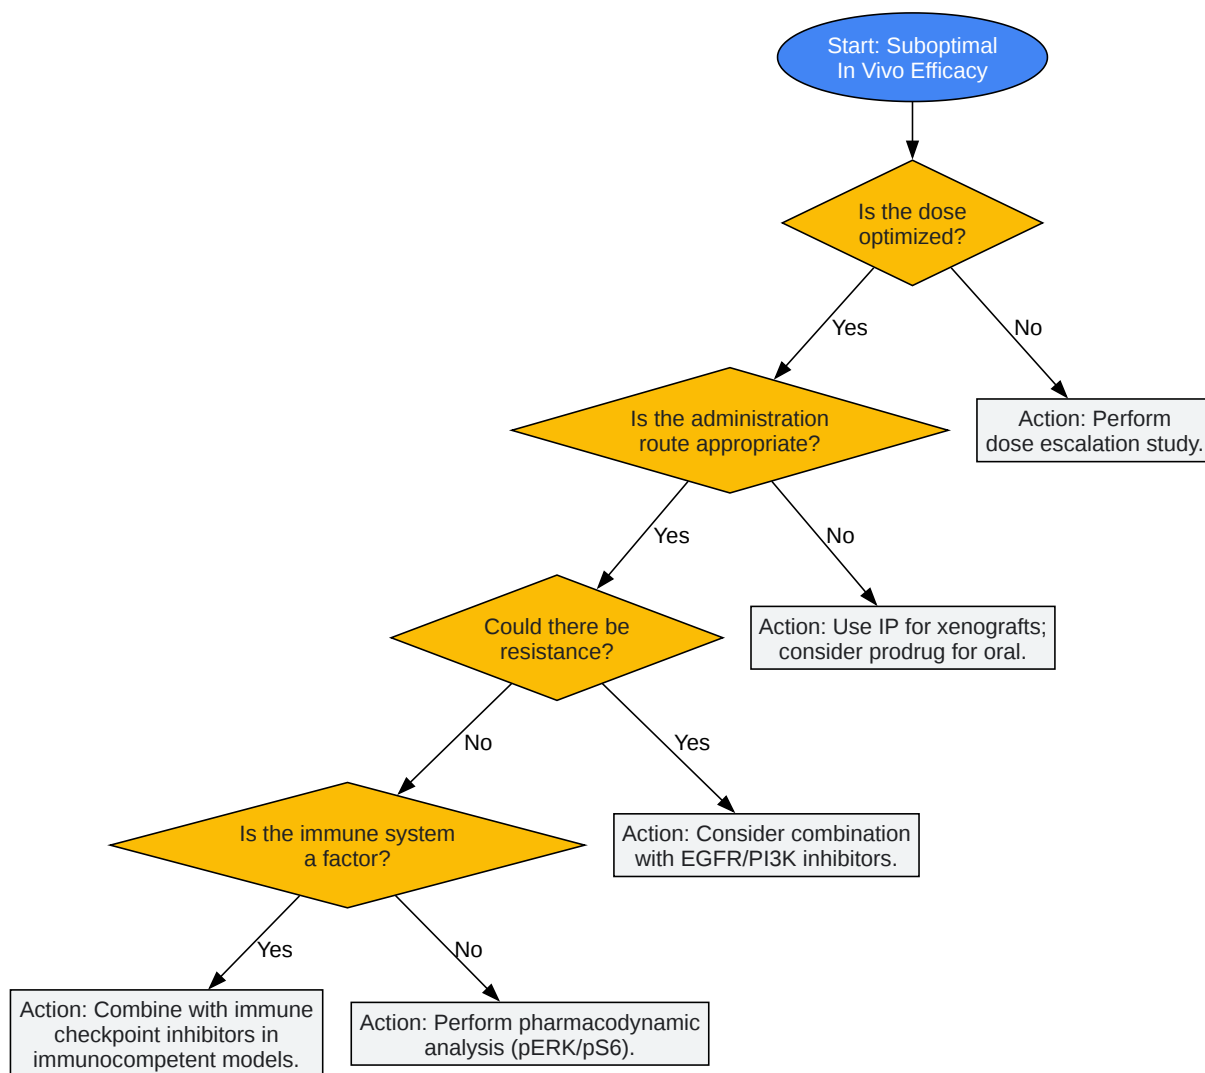 Start: Suboptimal
In Vivo Efficacy
Is the dose
optimized?
Yes
No
Is the administration
route appropriate?
Action: Perform
dose escalation study.
Yes
No
Could there be
resistance?
Action: Use IP for xenografts;
consider prodrug for oral.
No
Yes
Is the immune system
a factor?
Action: Consider combination
with EGFR/PI3K inhibitors.
Yes
No
Action: Combine with immune
checkpoint inhibitors in
immunocompetent models.
Action: Perform pharmacodynamic
analysis (pERK/pS6).